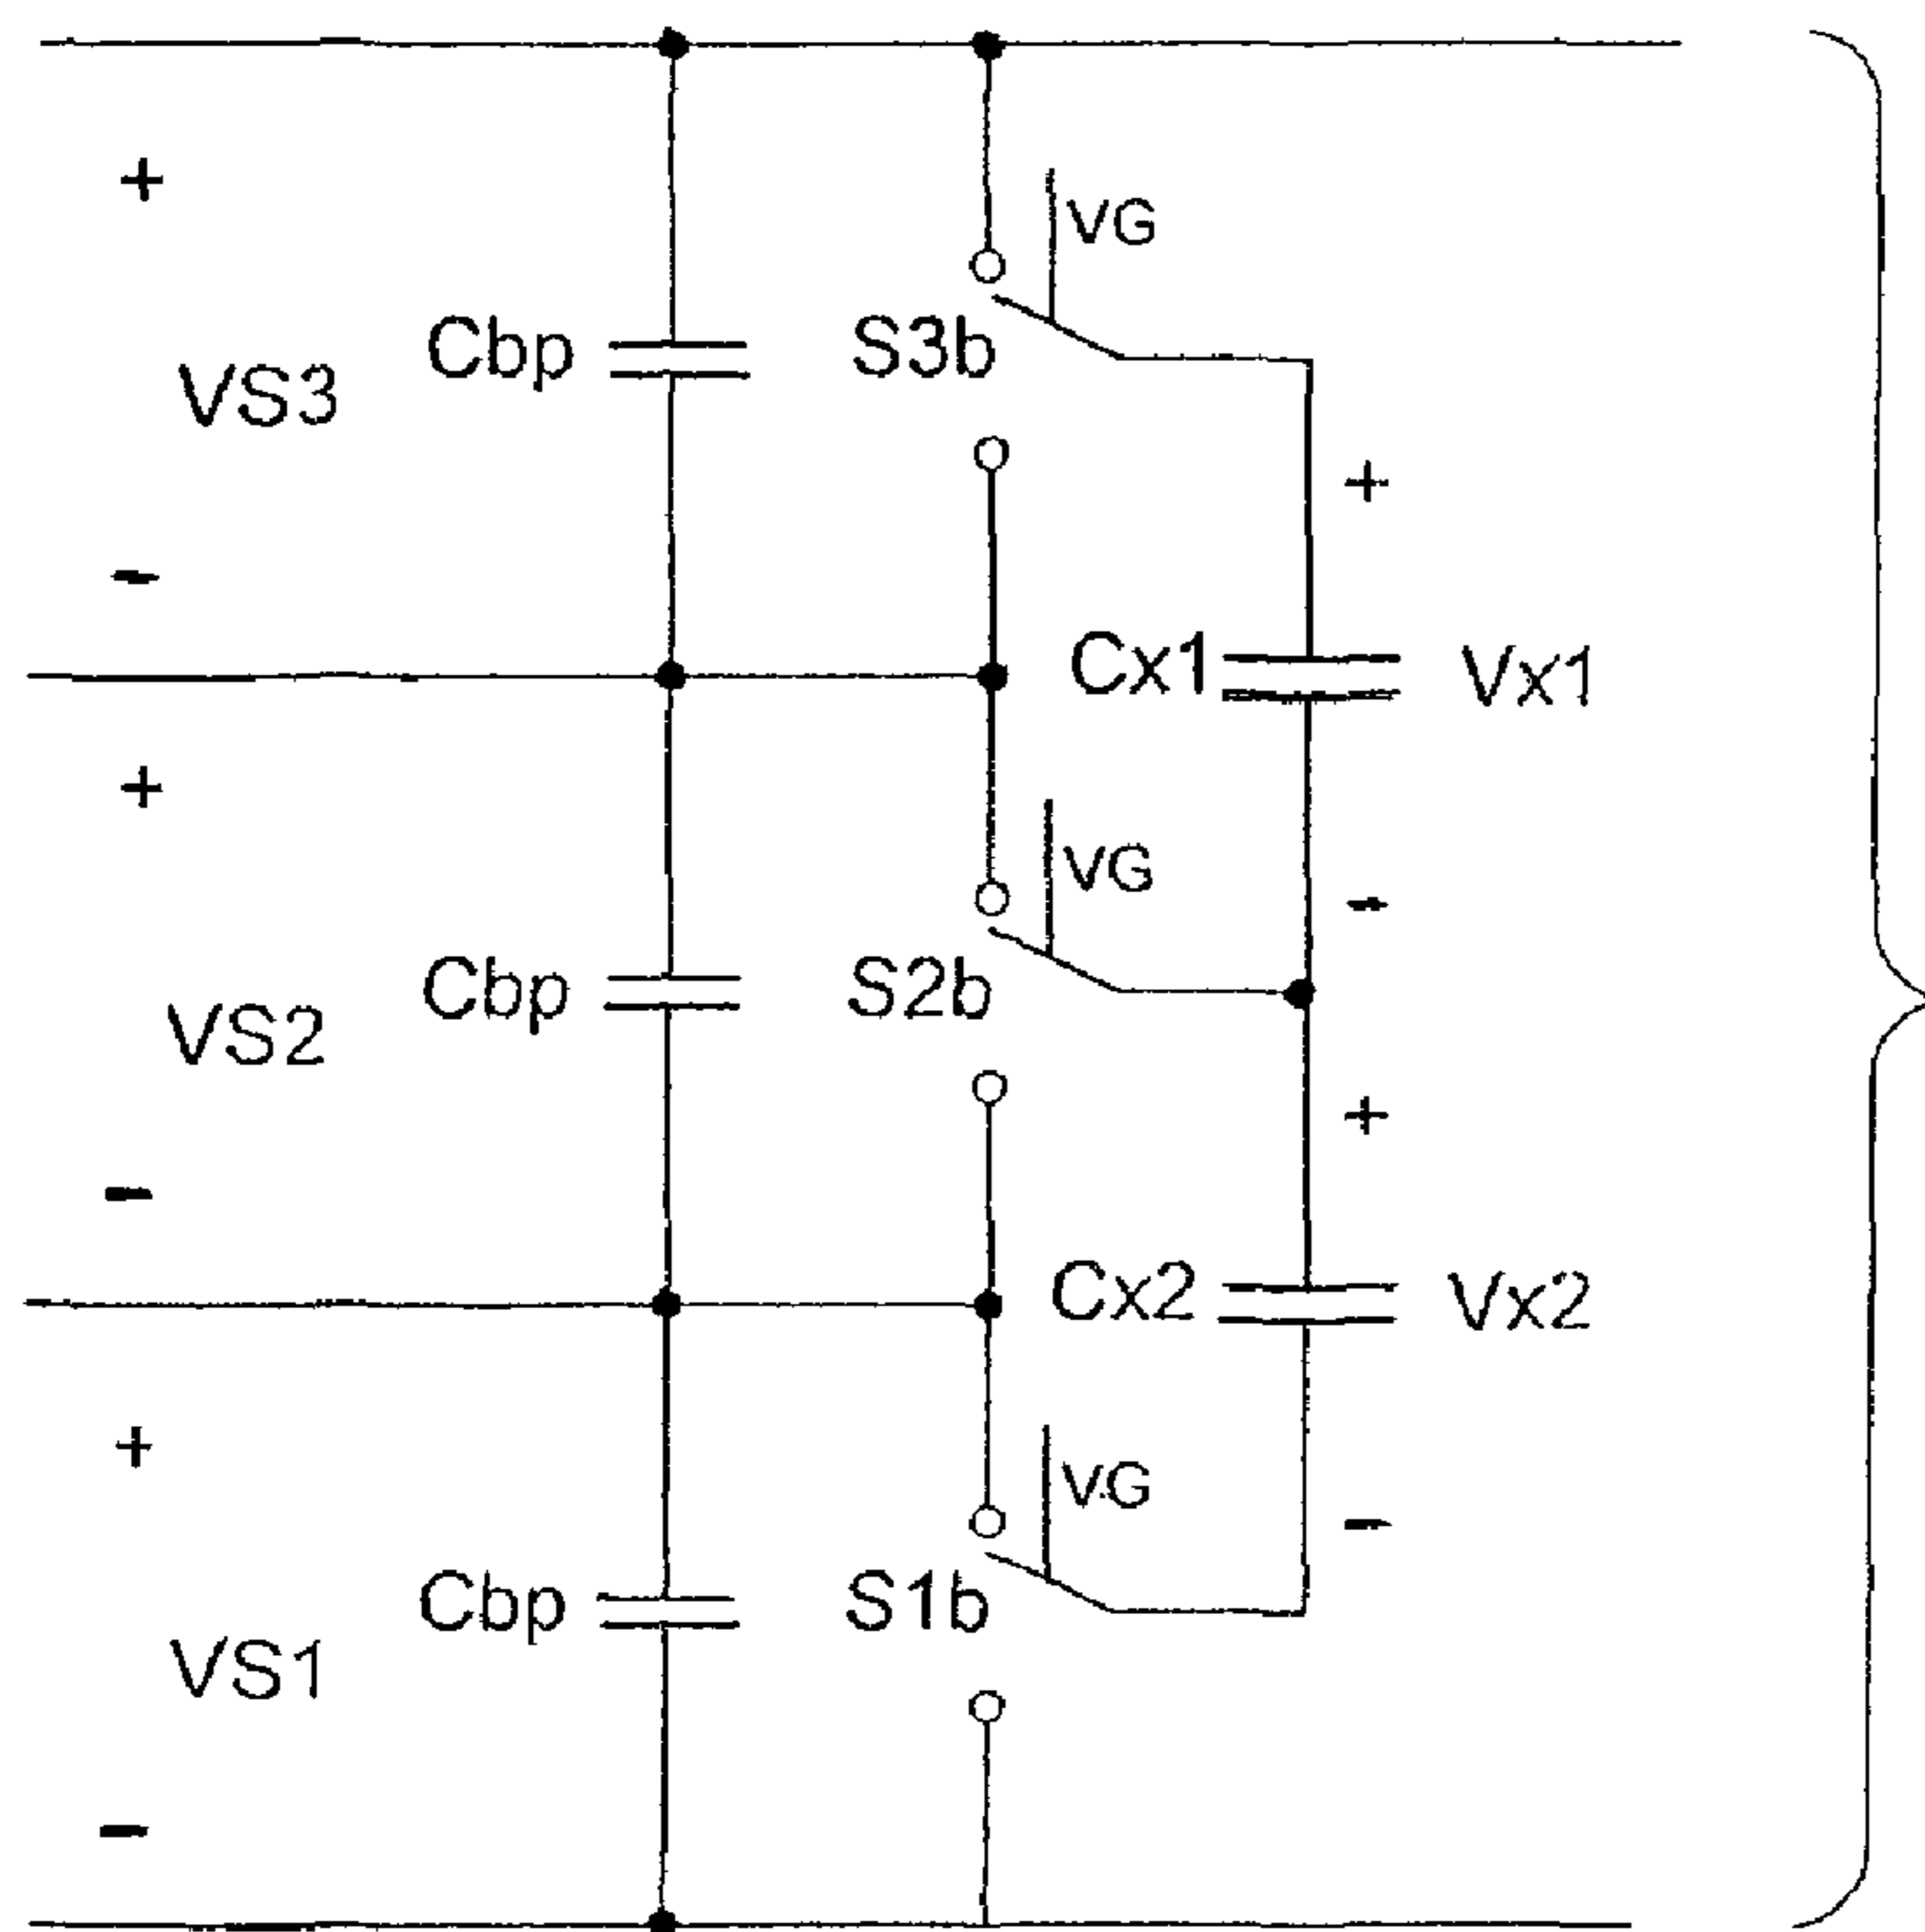 +
VG
Cbp
S3b
VS3
+
-
Cx1
Vx1
+
VG
-
Cbp
S2b
VS2
+
-
Cx2
Vx2
+
VG
-
Cbp
S1b
VS1
-